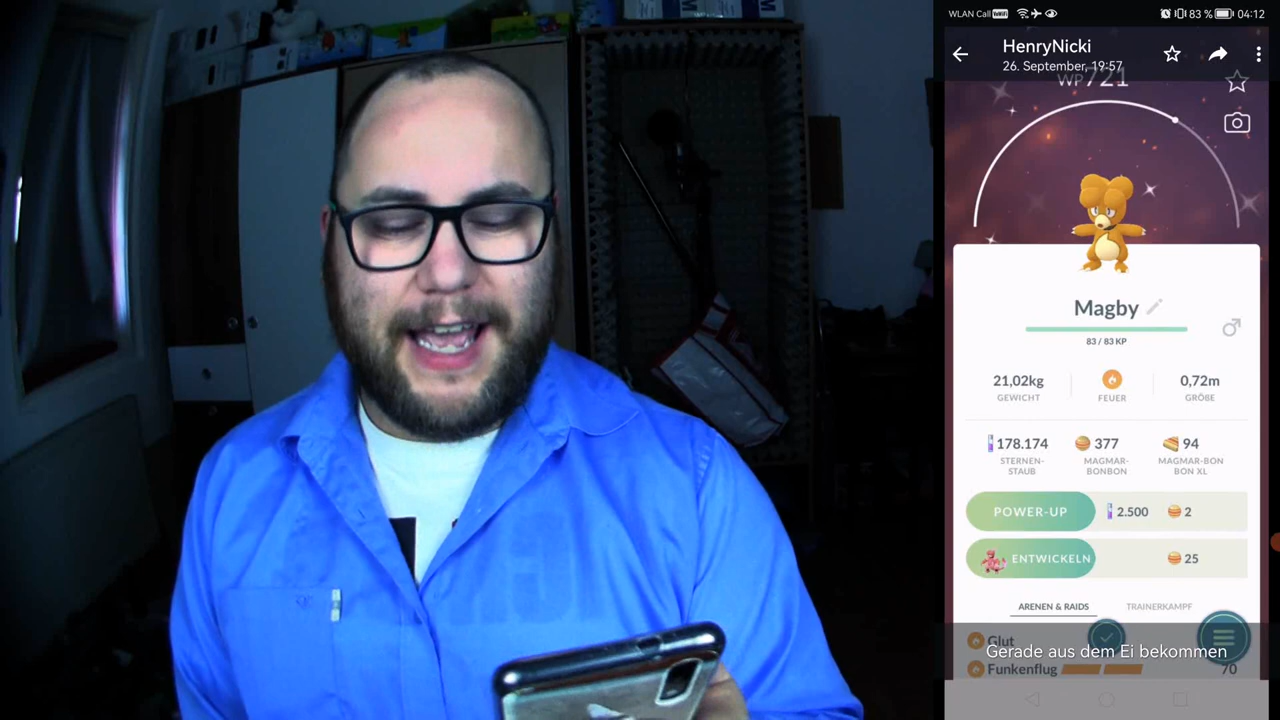 WLAN Call
83 %
04:12
HenryNicki
26. September, 19:57
WP721
Magby
83 / 83 KP
21,02kg
GEWICHT
FEUER
0,72m
GRÖßE
178.174
STERNEN-
STAUB
377
MAGMAR-
BONBON
94
MAGMAR-BON
BON XL
POWER-UP
2.500
2
ENTWICKELN
25
ARENEN & RAIDS
TRAINERKAMPF
Glut
Gerade aus dem Ei bekommen
Funkenflug
70